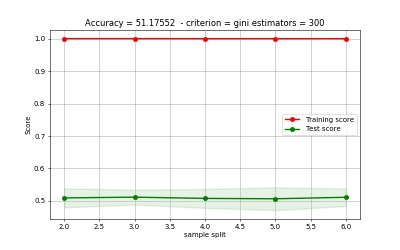 Accuracy = 51.17552 - criterion = gini estimators = 300
1.0
0.9
0.8
0.7
0.6
0.5
Score
Training score
Test score
2.0 2.5 3.0 3.5 4.0 4.5 5.0 5.5 6.0
sample split